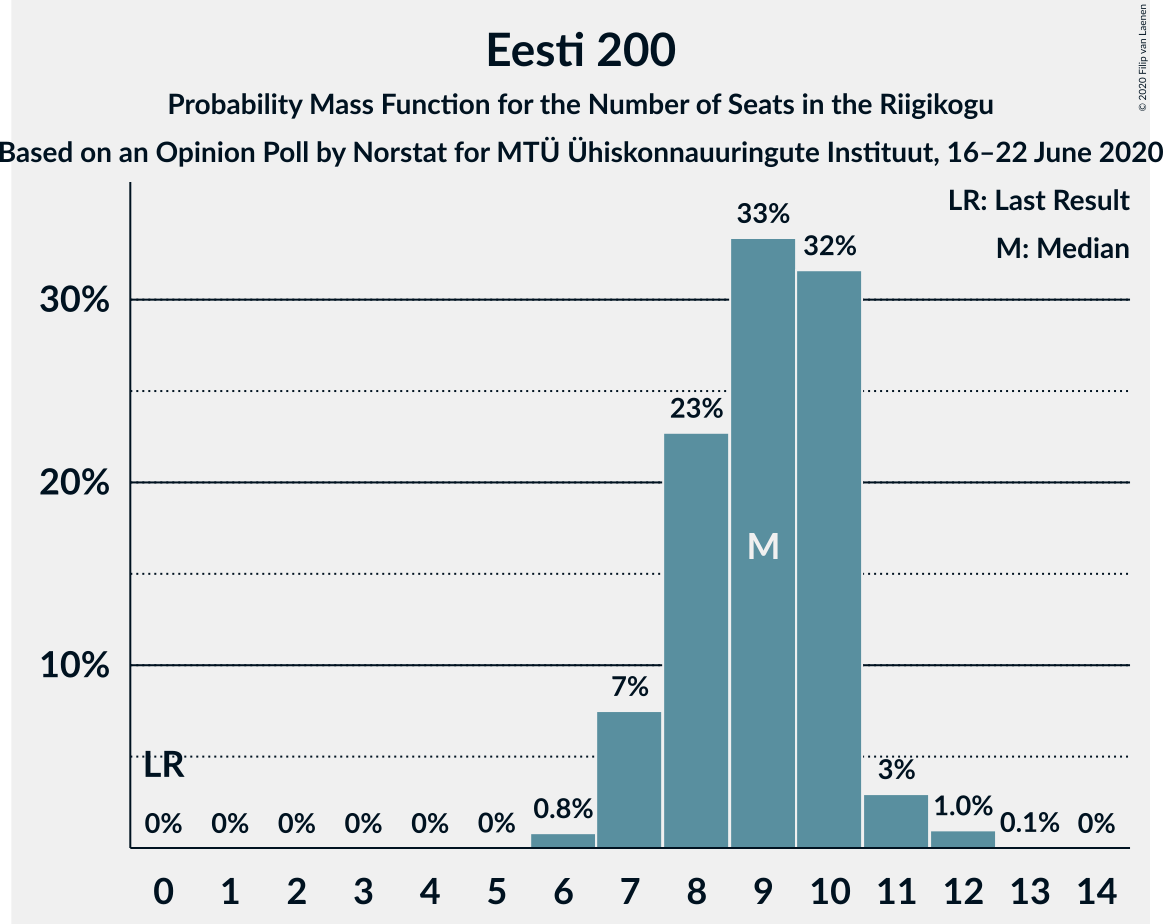 Eesti 200
Probability Mass Function for the Number of Seats in the Riigikogu
Based on an Opinion Poll by Norstat for MTÜ Ühiskonnauuringute Instituut, 16–22 June 2020
© 2020 Filip van Laenen
LR: Last Result
M: Median
30%
20%
10%
LR
0% 0% 0% 0% 0% 0% 0.8% 7% 23% 33% 32% 3% 1.0% 0.1% 0%
M
0 1 2 3 4 5 6 7 8 9 10 11 12 13 14